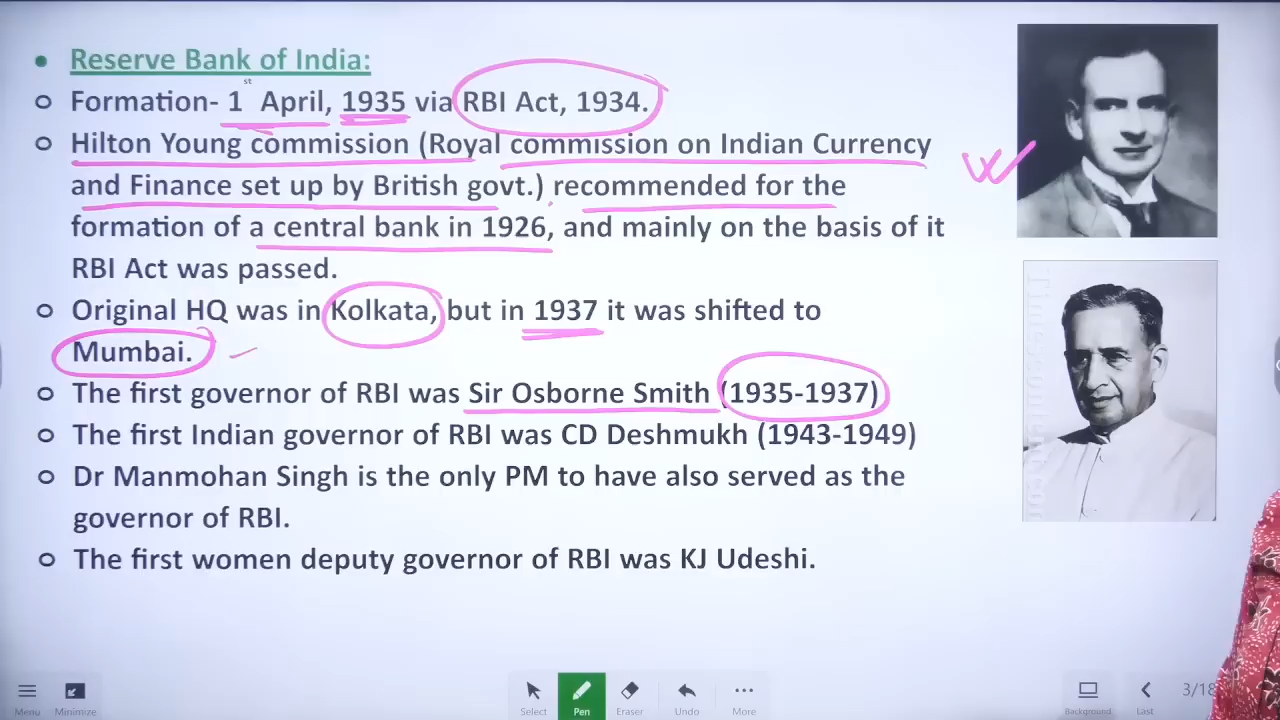 • Reserve Bank of India:
○ Formation- 1st April, 1935 via RBI Act, 1934.
○ Hilton Young commission (Royal commission on Indian Currency
and Finance set up by British govt.) recommended for the
formation of a central bank in 1926, and mainly on the basis of it
RBI Act was passed.
○ Original HQ was in Kolkata, but in 1937 it was shifted to
Mumbai.
○ The first governor of RBI was Sir Osborne Smith (1935-1937)
○ The first Indian governor of RBI was CD Deshmukh (1943-1949)
○ Dr Manmohan Singh is the only PM to have also served as the
governor of RBI.
○ The first women deputy governor of RBI was KJ Udeshi.
Menu Minimize Select Pen Eraser Undo More Background Last 3/18